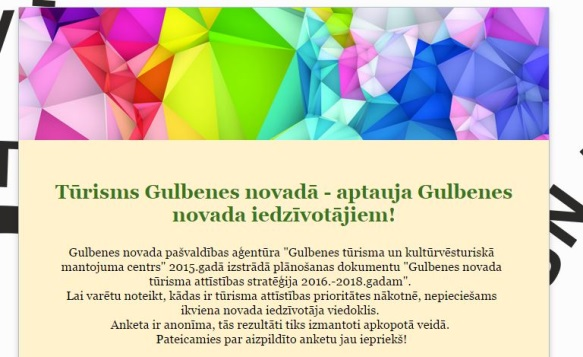 Tūrisms Gulbenes novadā - aptauja Gulbenes
novada iedzīvotājiem!
Gulbenes novada pašvaldības aģentūra "Gulbenes tūrisma un kultūrvēsturiskā
mantojuma centrs" 2015.gadā izstrādā plānošanas dokumentu "Gulbenes novada
tūrisma attīstības stratēģija 2016.-2018.gadam".
Lai varētu noteikt, kādas ir tūrisma attīstības prioritātes nākotnē, nepieciešams
ikviena novada iedzīvotāja viedoklis.
Anketa ir anonīma, tās rezultāti tiks izmantoti apkopotā veidā.
Pateicamies par aizpildīto anketu jau iepriekš!